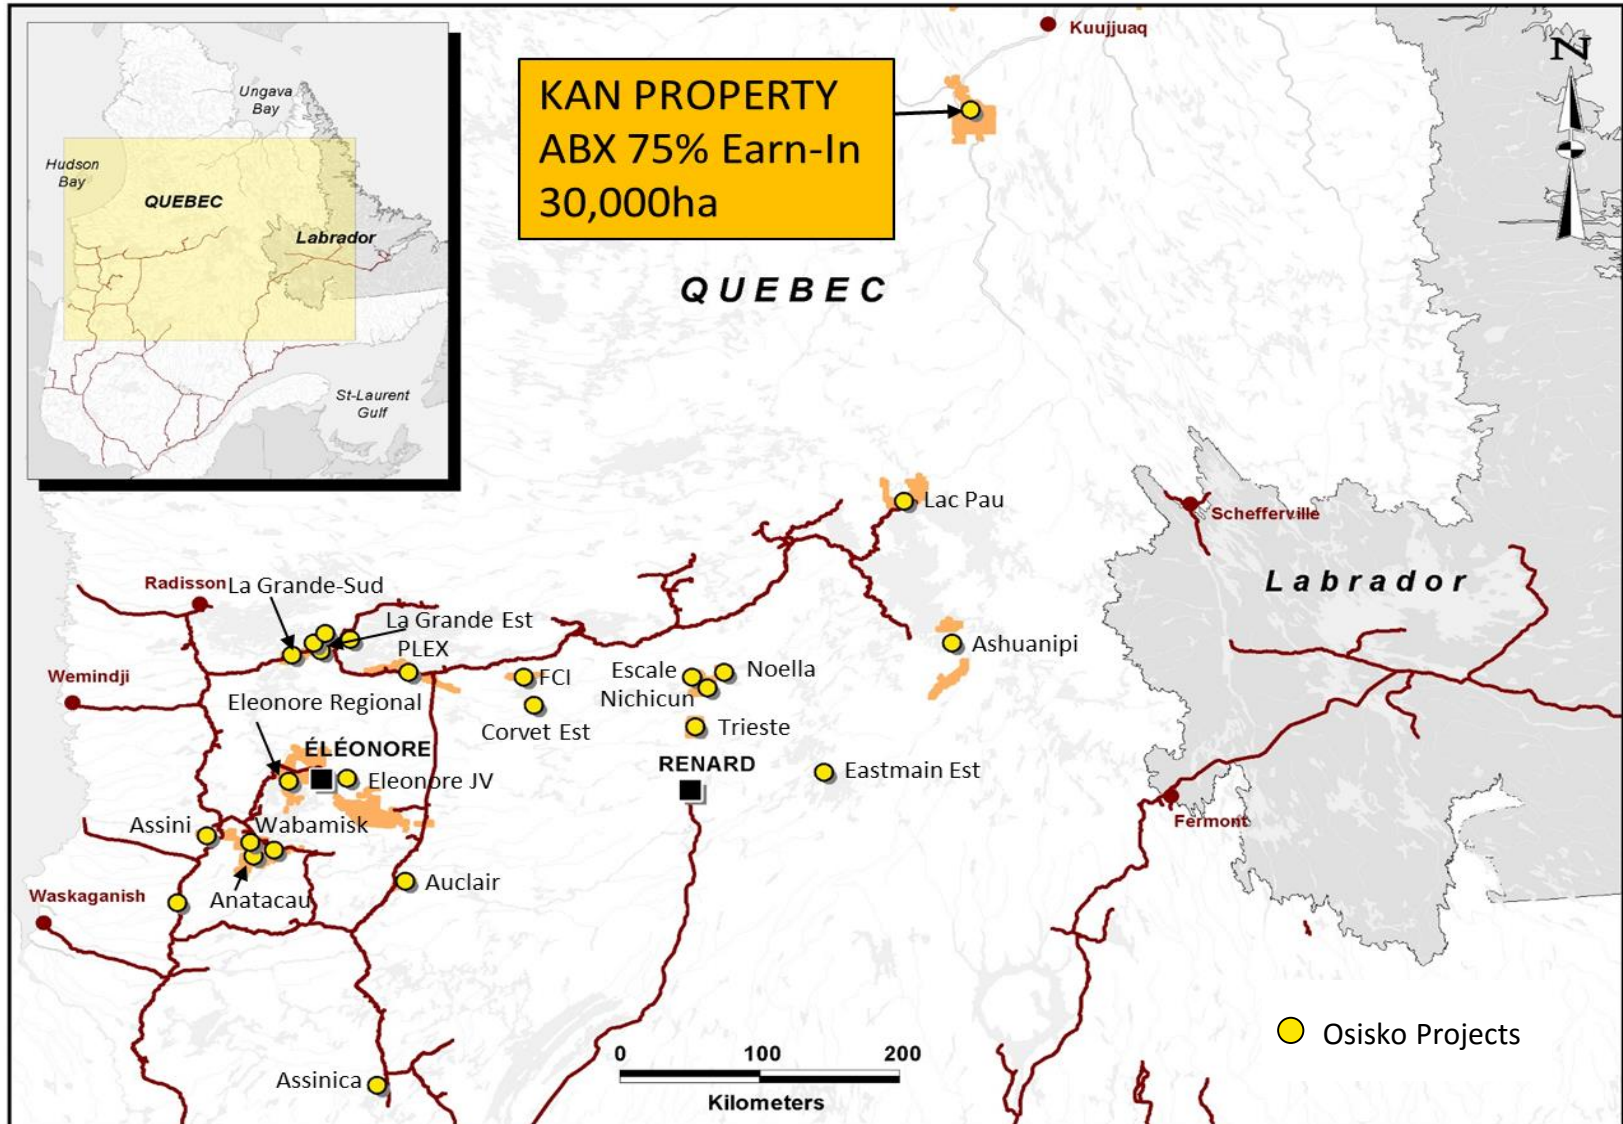 Kuujjuaq
N
Ungava
Bay
Hudson
Bay
QUEBEC
Labrador
St-Laurent
Gulf
KAN PROPERTY
ABX 75% Earn-In
30,000ha
QUEBEC
Lac Pau
Schefferville
Labrador
Radisson
La Grande-Sud
La Grande Est
PLEX
Ashuanipi
Wemindji
Eleonore Regional
FCI
Corvet Est
Escale
Nichicun
Noella
Trieste
ÉLÉONORE
Eleonore JV
RENARD
Eastmain Est
Fermont
Assini
Wabamisk
Anatacau
Auclair
Waskaganish
Assinica
0 100 200
Kilometers
Osisko Projects